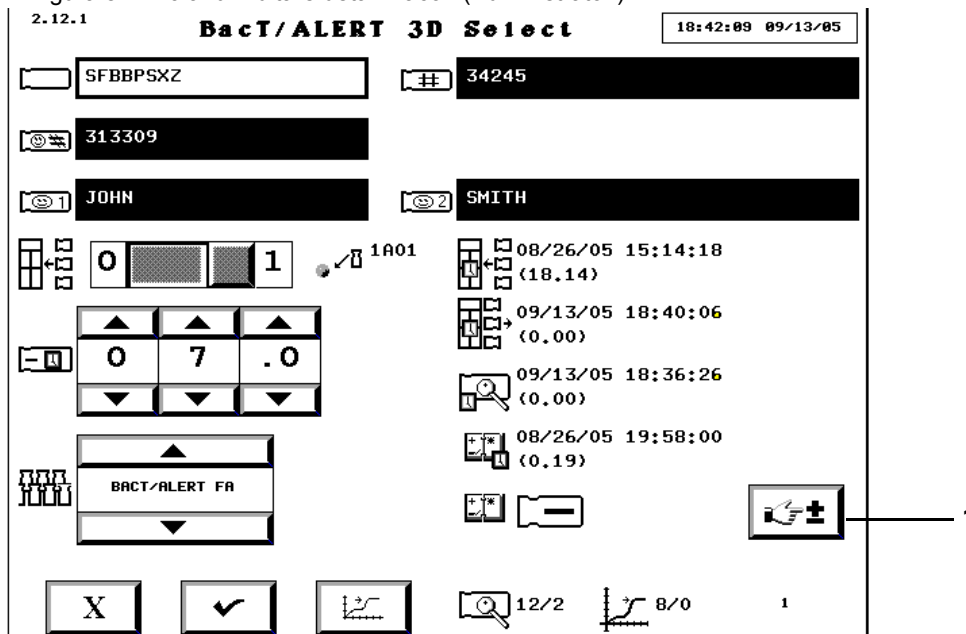 2.12.1
BacT/ALERT 3D Select
18:42:09 09/13/05
SFBBPSXZ
# 34245
313309
1 JOHN
2 SMITH
0 1
1A01
08/26/05 15:14:18
(18.14)
09/13/05 18:40:06
(0.00)
0 7 .0
09/13/05 18:36:26
(0.00)
08/26/05 19:58:00
(0.19)
BACT/ALERT FA
±
X
12/2
8/0
1